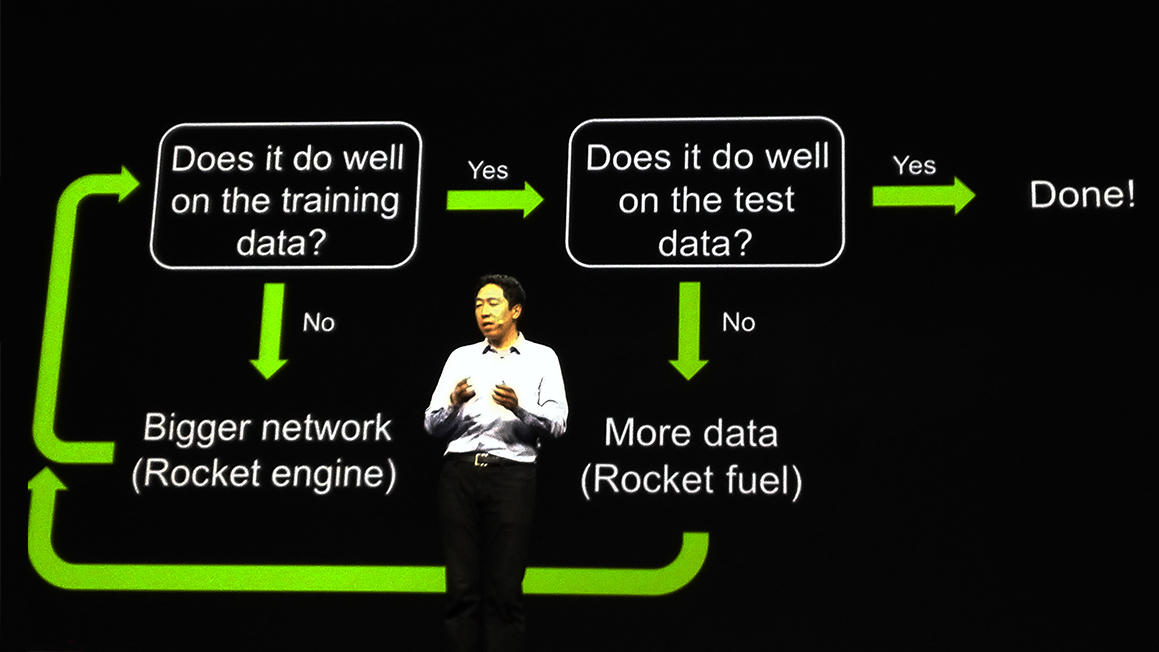 Does it do well
on the training
data?
Yes
Does it do well
on the test
data?
Yes
Done!
No
No
Bigger network
(Rocket engine)
More data
(Rocket fuel)